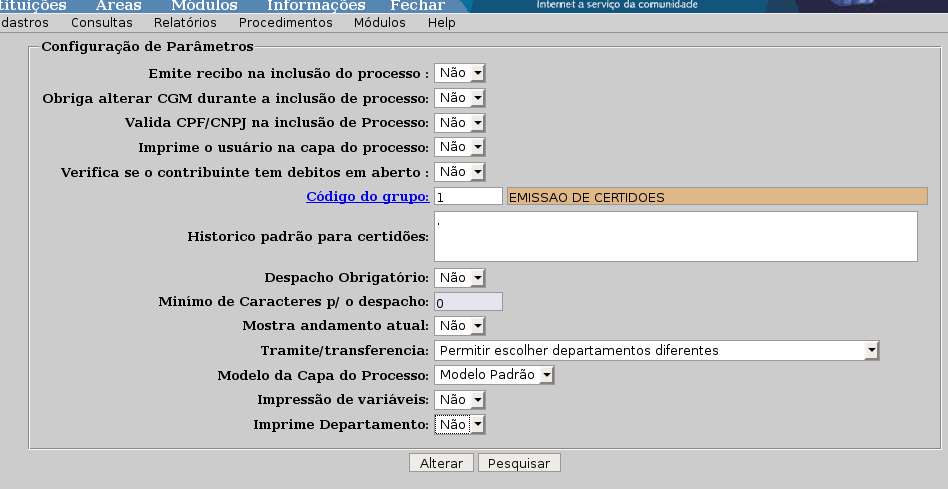 tituições Áreas Módulos Informações Fechar Internet a serviço da comunidade
dastros Consultas Relatórios Procedimentos Módulos Help
Configuração de Parâmetros
Emite recibo na inclusão do processo : Não
Obriga alterar CGM durante a inclusão de processo: Não
Valida CPF/CNPJ na inclusão de Processo: Não
Imprime o usuário na capa do processo: Não
Verifica se o contribuinte tem debitos em aberto : Não
Código do grupo: 1 EMISSAO DE CERTIDOES
Historico padrão para certidões: .
Despacho Obrigatório: Não
Minímo de Caracteres p/ o despacho: 0
Mostra andamento atual: Não
Tramite/transferencia: Permitir escolher departamentos diferentes
Modelo da Capa do Processo: Modelo Padrão
Impressão de variáveis: Não
Imprime Departamento: Não
Alterar Pesquisar